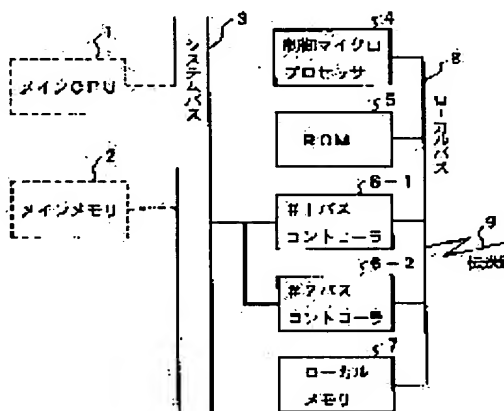 1
メインCPU
2
メインメモリ
3
システムバス
4
制御マイクロ
プロセッサ
5
ROM
6-1
#1バス
コントローラ
6-2
#2バス
コントローラ
7
ローカル
メモリ
8
ローカルバス
9